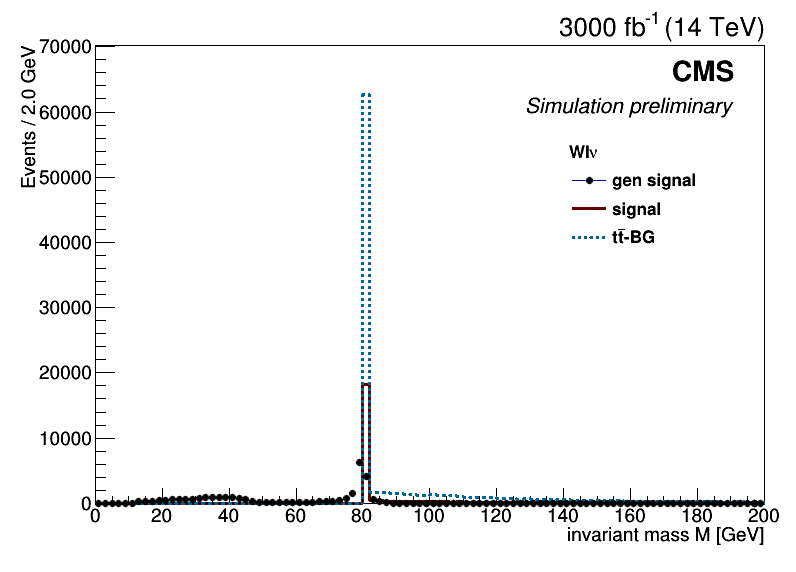 3000 fb⁻¹ (14 TeV)
CMS
Simulation preliminary
Wlν
gen signal
signal
tt̄-BG
Events / 2.0 GeV
70000
60000
50000
40000
30000
20000
10000
0
0 20 40 60 80 100 120 140 160 180 200
invariant mass M [GeV]